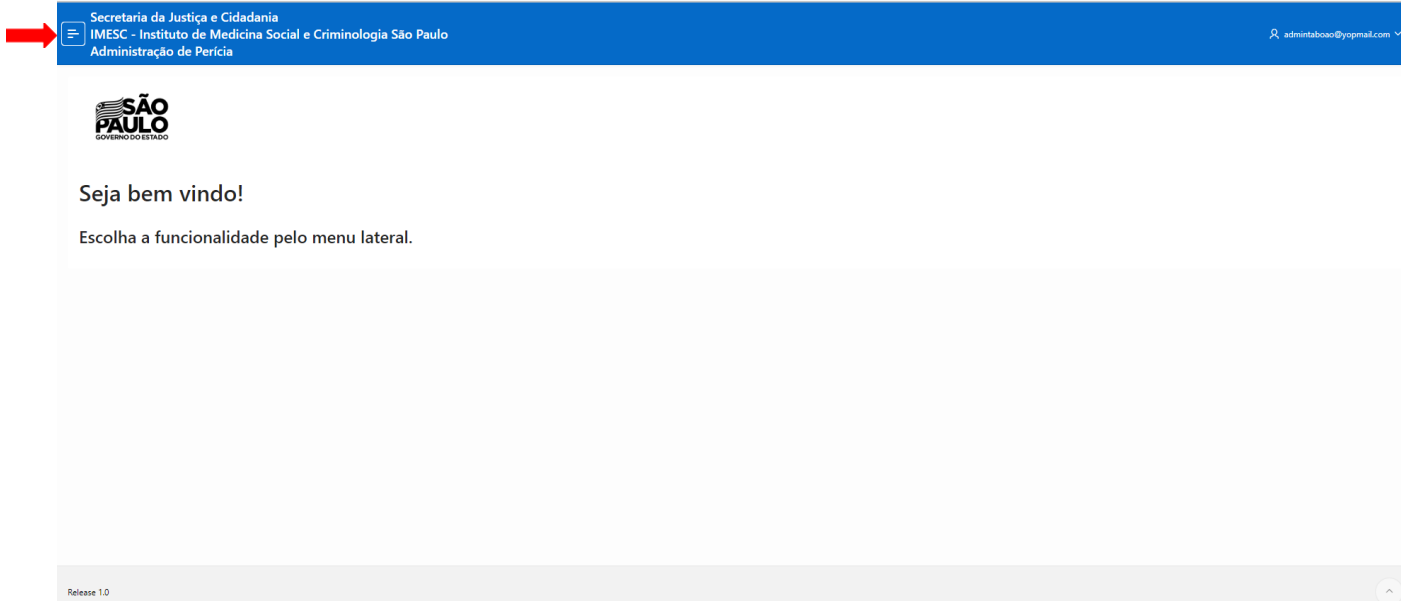 Secretaria da Justiça e Cidadania
IMESC - Instituto de Medicina Social e Criminologia São Paulo
Administração de Perícia
admintaboao@yopmail.com
SÃO
PAULO
GOVERNO DO ESTADO
Seja bem vindo!
Escolha a funcionalidade pelo menu lateral.
Release 1.0